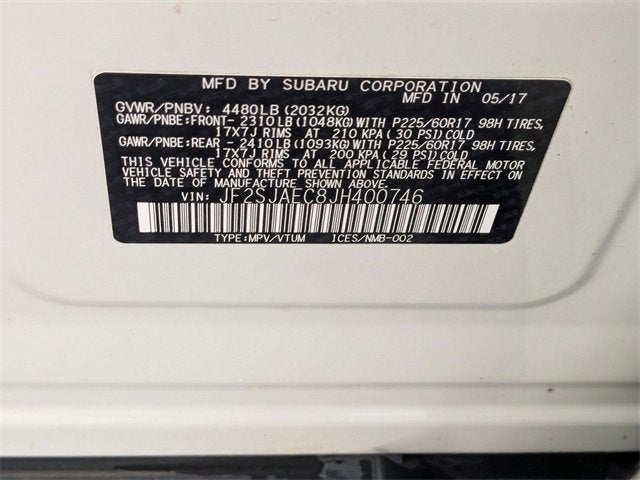 MFD BY SUBARU CORPORATION
MFD IN 05/17
GVWR/PNBV: 4480LB(2032KG)
GAWR/PNBE:FRONT-2310LB(1048KG)WITH P225/60R17 98H TIRES,
17X7J RIMS AT 210 KPA(30 PSI)COLD
GAWR/PNBE:REAR -2410LB(1093KG)WITH P225/60R17 98H TIRES,
17X7J RIMS AT 200 KPA(29 PSI)COLD
THIS VEHICLE CONFORMS TO ALL APPLICABLE FEDERAL MOTOR
VEHICLE SAFETY AND THEFT PREVENTION STANDARDS IN EFFECT
ON THE DATE OF MANUFACTURE SHOWN ABOVE.
VIN: JF2SJAEC8JH400746
TYPE:MPV/VTUM ICES/NMB-002